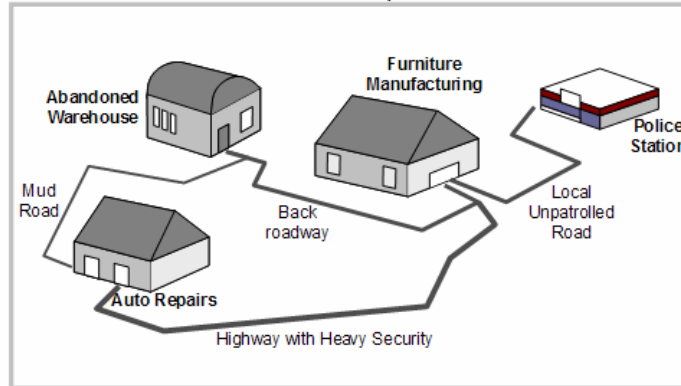 Furniture
Manufacturing
Abandoned
Warehouse
Police
Station
Mud
Road
Back
roadway
Local
Unpatrolled
Road
Auto Repairs
Highway with Heavy Security